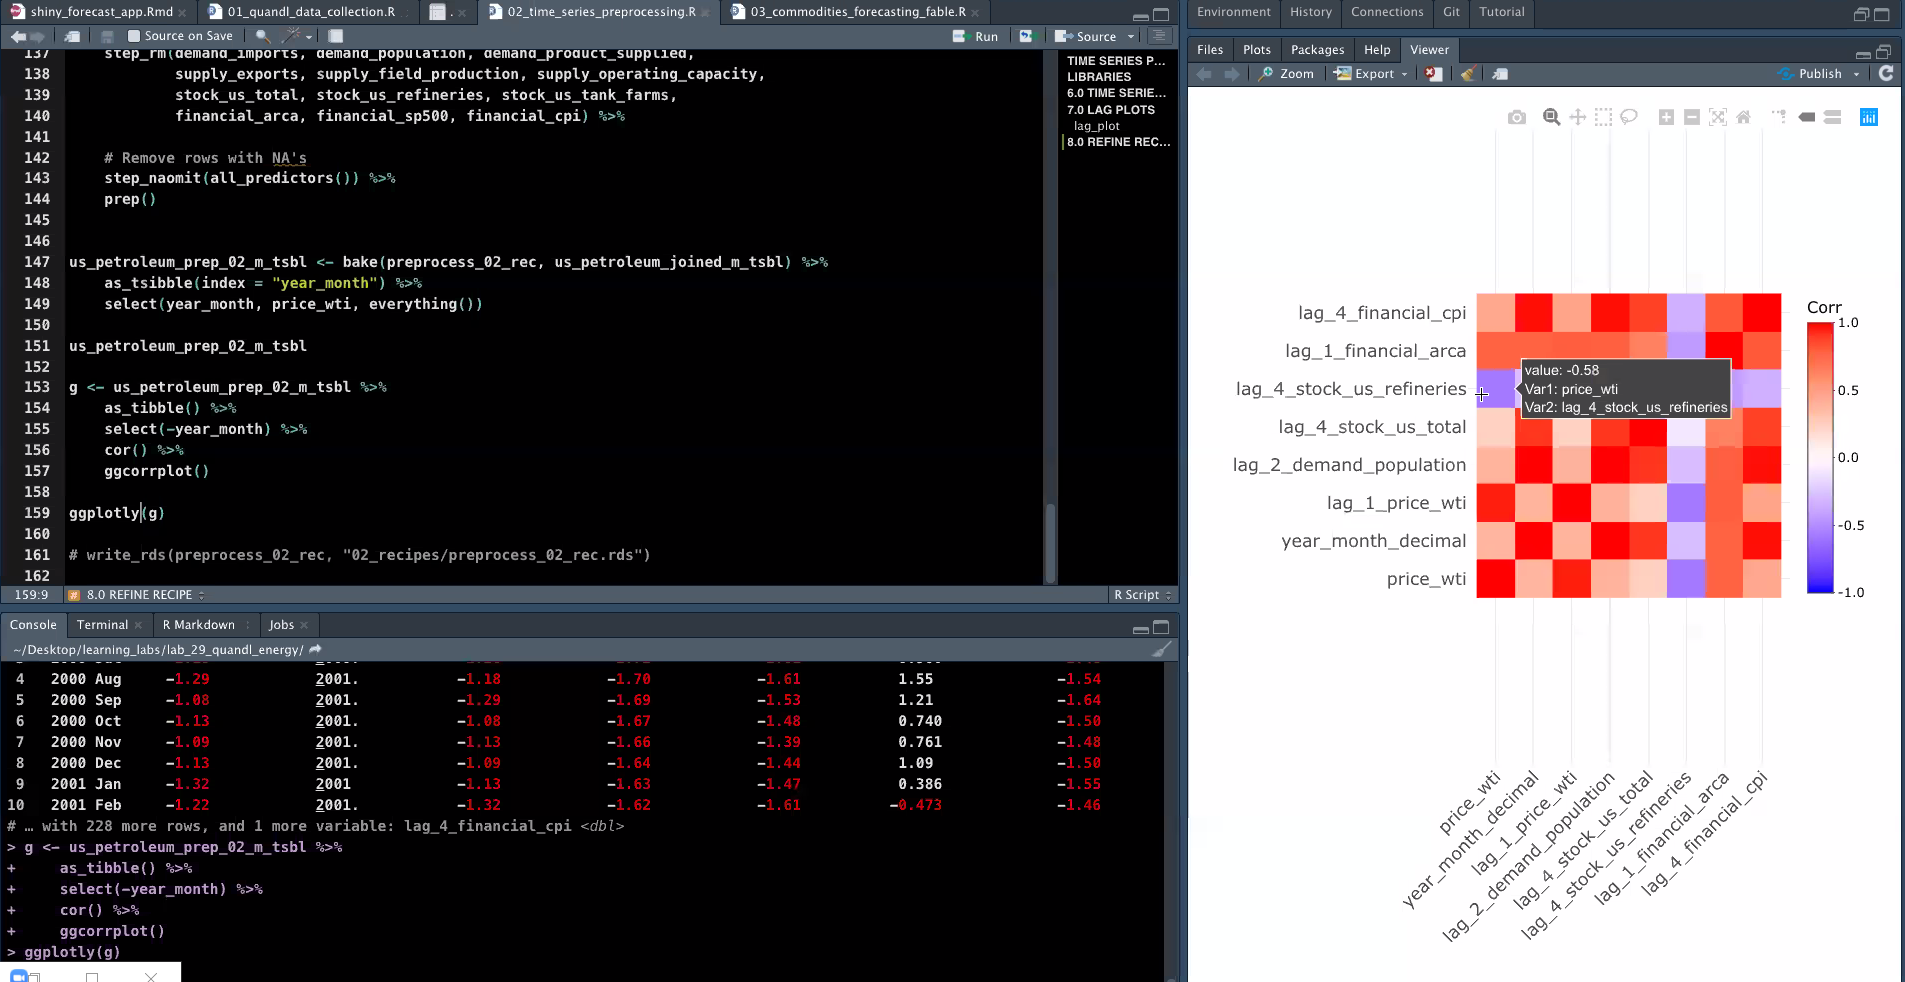 shiny_forecast_app.Rmd
01_quandl_data_collection.R
02_time_series_preprocessing.R
03_commodities_forecasting_fable.R
Source on Save
Run
Source
137 step_rm(demand_imports, demand_population, demand_product_supplied,
138 supply_exports, supply_field_production, supply_operating_capacity,
139 stock_us_total, stock_us_refineries, stock_us_tank_farms,
140 financial_arca, financial_sp500, financial_cpi) %>%
141
142 # Remove rows with NA's
143 step_naomit(all_predictors()) %>%
144 prep()
145
146
147 us_petroleum_prep_02_m_tsbl <- bake(preprocess_02_rec, us_petroleum_joined_m_tsbl) %>%
148 as_tsibble(index = "year_month") %>%
149 select(year_month, price_wti, everything())
150
151 us_petroleum_prep_02_m_tsbl
152
153 g <- us_petroleum_prep_02_m_tsbl %>%
154 as_tibble() %>%
155 select(-year_month) %>%
156 cor() %>%
157 ggcorrplot()
158
159 ggplotly(g)
160
161 # write_rds(preprocess_02_rec, "02_recipes/preprocess_02_rec.rds")
162
TIME SERIES P...
LIBRARIES
6.0 TIME SERIE...
7.0 LAG PLOTS
lag_plot
8.0 REFINE REC...
159:9 # 8.0 REFINE RECIPE R Script
Console Terminal R Markdown Jobs
~/Desktop/learning_labs/lab_29_quandl_energy/
4 2000 Aug -1.29 2001. -1.18 -1.70 -1.61 1.55 -1.54
5 2000 Sep -1.08 2001. -1.29 -1.69 -1.53 1.21 -1.64
6 2000 Oct -1.13 2001. -1.08 -1.67 -1.48 0.740 -1.50
7 2000 Nov -1.09 2001. -1.13 -1.66 -1.39 0.761 -1.48
8 2000 Dec -1.13 2001. -1.09 -1.64 -1.44 1.09 -1.50
9 2001 Jan -1.32 2001 -1.13 -1.63 -1.47 0.386 -1.55
10 2001 Feb -1.22 2001. -1.32 -1.62 -1.61 -0.473 -1.46
# … with 228 more rows, and 1 more variable: lag_4_financial_cpi <dbl>
> g <- us_petroleum_prep_02_m_tsbl %>%
+ as_tibble() %>%
+ select(-year_month) %>%
+ cor() %>%
+ ggcorrplot()
> ggplotly(g)
Environment History Connections Git Tutorial
Files Plots Packages Help Viewer
Zoom Export Publish
lag_4_financial_cpi
lag_1_financial_arca
lag_4_stock_us_refineries
lag_4_stock_us_total
lag_2_demand_population
lag_1_price_wti
year_month_decimal
price_wti
value: -0.58
Var1: price_wti
Var2: lag_4_stock_us_refineries
Corr
1.0
0.5
0.0
-0.5
-1.0
price_wti
year_month_decimal
lag_1_price_wti
lag_2_demand_population
lag_4_stock_us_total
lag_4_stock_us_refineries
lag_1_financial_arca
lag_4_financial_cpi